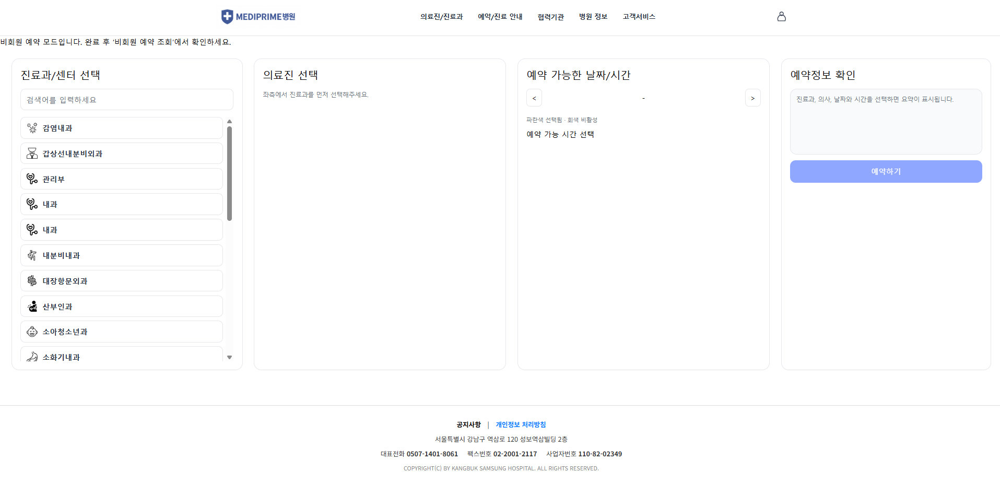 MEDIPRIME병원
의료진/진료과 예약/진료 안내 협력기관 병원 정보 고객서비스
비회원 예약 모드입니다. 완료 후 ‘비회원 예약 조회’에서 확인하세요.
진료과/센터 선택
검색어를 입력하세요
감염내과
갑상선내분비외과
관리부
내과
내과
내분비내과
대장항문외과
산부인과
소아청소년과
소화기내과
의료진 선택
좌측에서 진료과를 먼저 선택해주세요.
예약 가능한 날짜/시간
< - >
파란색 선택됨 · 회색 비활성
예약 가능 시간 선택
예약정보 확인
진료과, 의사, 날짜와 시간을 선택하면 요약이 표시됩니다.
예약하기
공지사항 | 개인정보 처리방침
서울특별시 강남구 역삼로 120 성보역삼빌딩 2층
대표전화 0507-1401-8061 팩스번호 02-2001-2117 사업자번호 110-82-02349
COPYRIGHT(C) BY KANGBUK SAMSUNG HOSPITAL. ALL RIGHTS RESERVED.